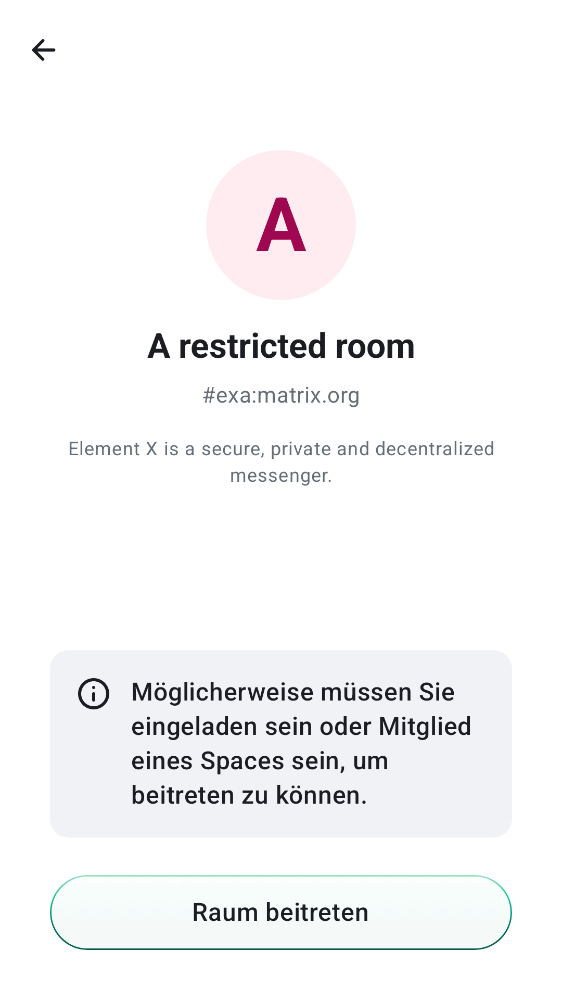 A
A restricted room
#exa:matrix.org
Element X is a secure, private and decentralized
messenger.
Möglicherweise müssen Sie
eingeladen sein oder Mitglied
eines Spaces sein, um
beitreten zu können.
Raum beitreten